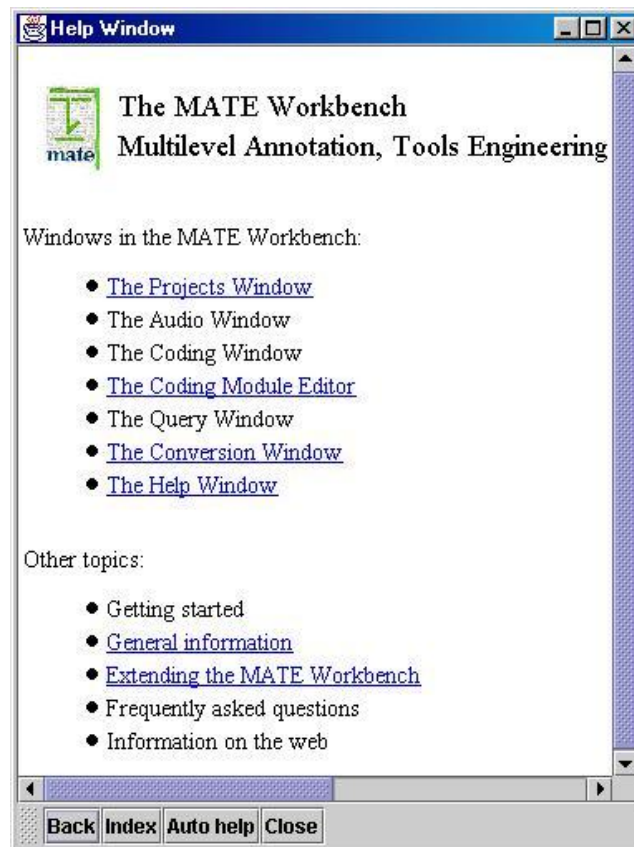 Help Window
The MATE Workbench
Multilevel Annotation, Tools Engineering
mate
Windows in the MATE Workbench:
The Projects Window
The Audio Window
The Coding Window
The Coding Module Editor
The Query Window
The Conversion Window
The Help Window
Other topics:
Getting started
General information
Extending the MATE Workbench
Frequently asked questions
Information on the web
Back Index Auto help Close